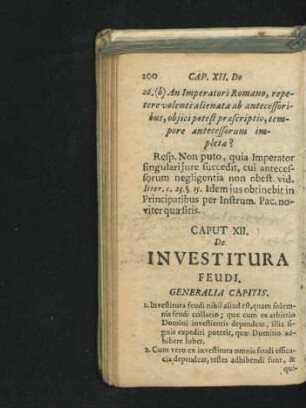 200 CAP. XII. De
26. (b) An Imperatori Romano, repe-
tere volenti alienata ab antecessori-
bus, objici potest præscriptio, tem-
pore antecessorum im-
pleta?
Resp. Non puto, quia Imperator
singulari jure succedit, cui anteces-
sorum negligentia non obest. vid.
Itter. c. 23. § 15. Idem jus obtinebit in
Principatibus per Instrum. Pac. no-
viter quæsitis.
CAPUT XII.
De
INVESTITURA
FEUDI.
GENERALIA CAPITIS.
1. Investitura feudi nihil aliud est, quam solem-
nis feudi collatio; quæ cum ex arbitrio
Domini investientis dependeat, illis si-
gnis expediri poterit, quæ Domino ad-
hibere lubet.
2. Cum vero ex investitura omnis feudi effica-
cia dependeat, testes adhibendi sunt, &
qui-